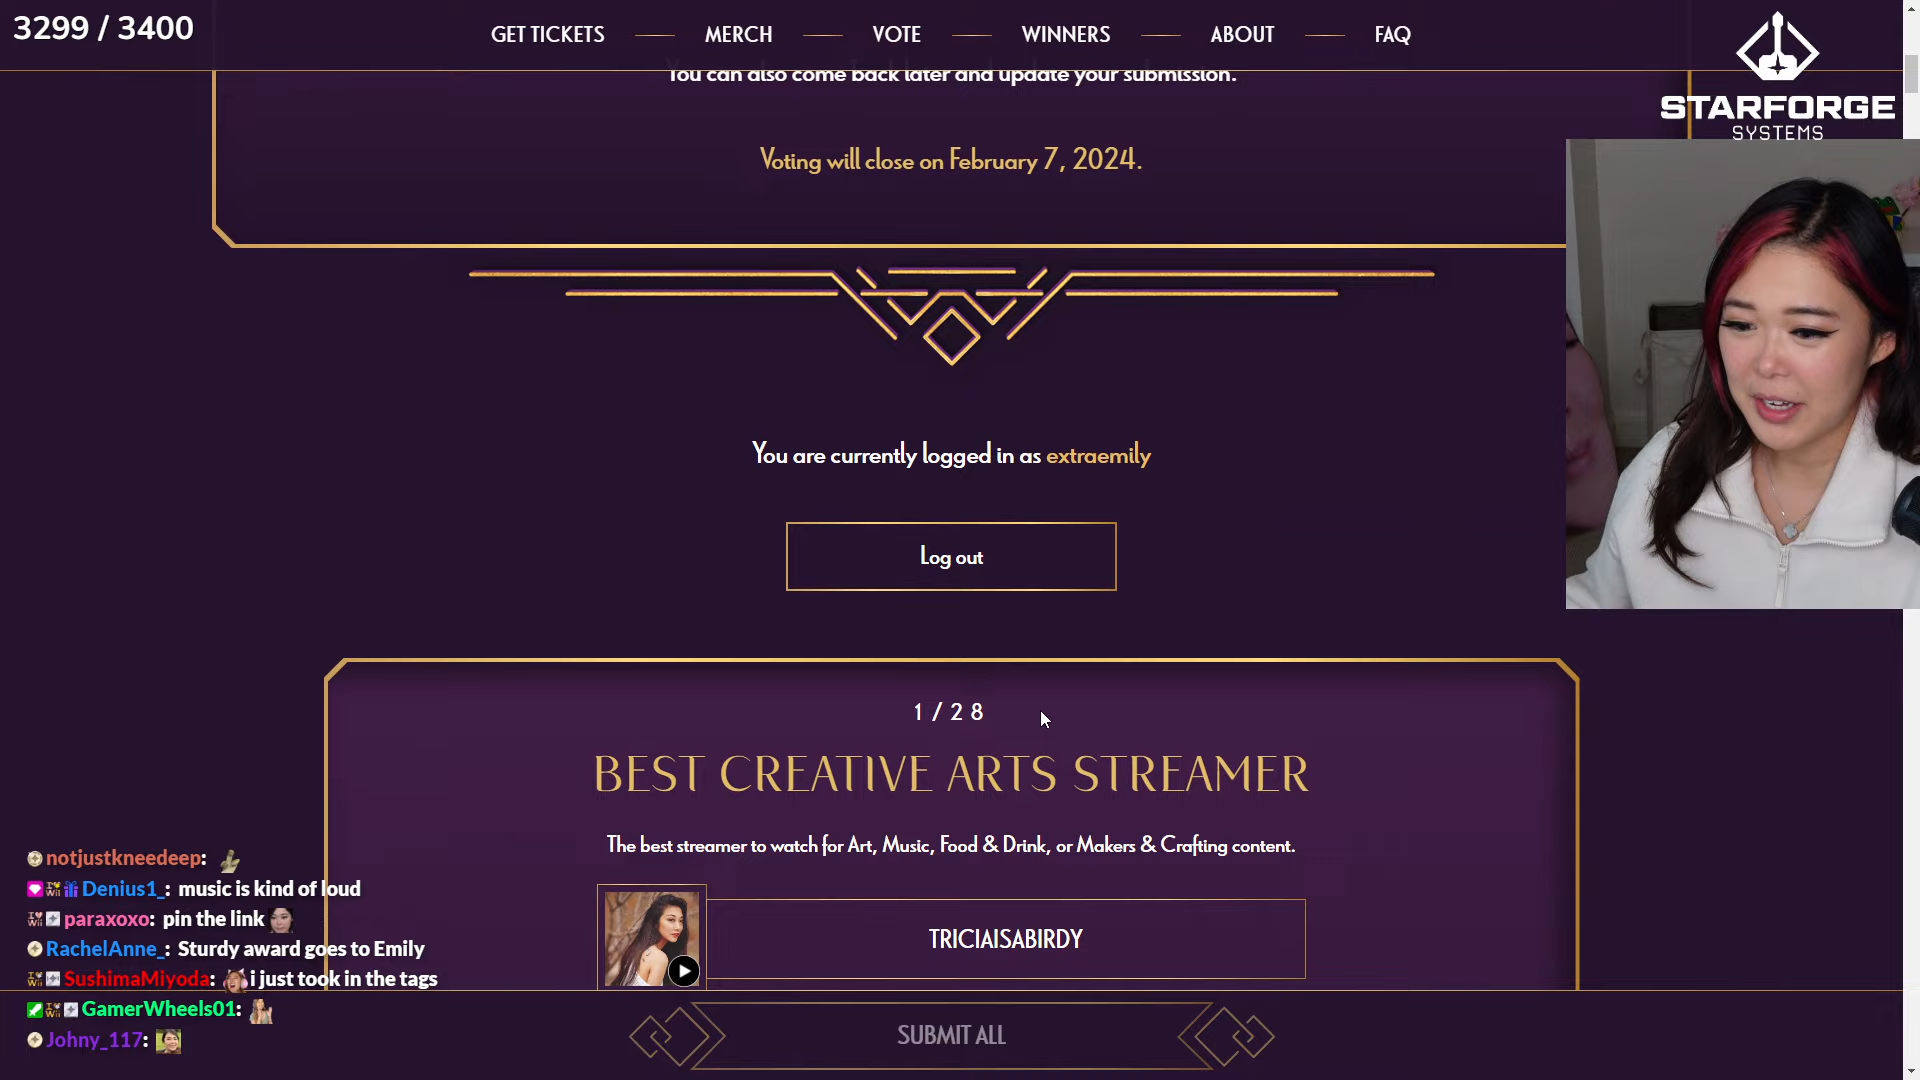 3299 / 3400
GET TICKETS
MERCH
VOTE
WINNERS
ABOUT
FAQ
STARFORGE
SYSTEMS
You can also come back later and update your submission.
Voting will close on February 7, 2024.
You are currently logged in as extraemily
Log out
1 / 28
BEST CREATIVE ARTS STREAMER
The best streamer to watch for Art, Music, Food & Drink, or Makers & Crafting content.
TRICIAISABIRDY
notjustkneedeep:
Denius1_: music is kind of loud
paraxoxo: pin the link
RachelAnne_: Sturdy award goes to Emily
SushimaMiyoda: i just took in the tags
GamerWheels01:
Johny_117:
SUBMIT ALL